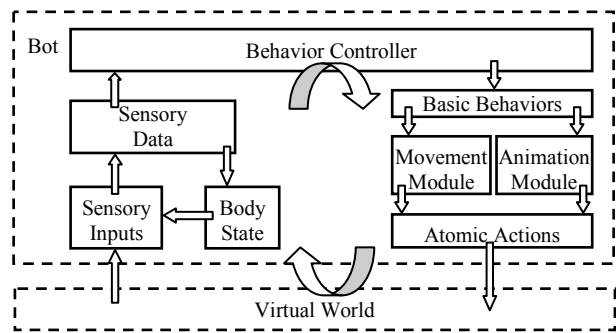 Bot
Behavior Controller
Sensory
Data
Basic Behaviors
Movement
Module
Animation
Module
Sensory
Inputs
Body
State
Atomic Actions
Virtual World